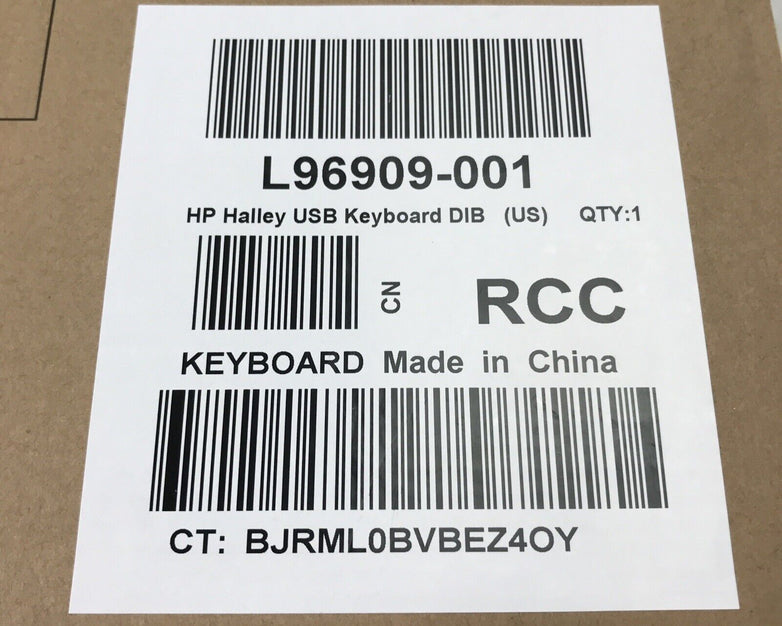 L96909-001
HP Halley USB Keyboard DIB (US) QTY:1
CN
RCC
KEYBOARD Made in China
CT: BJRML0BVBEZ4OY